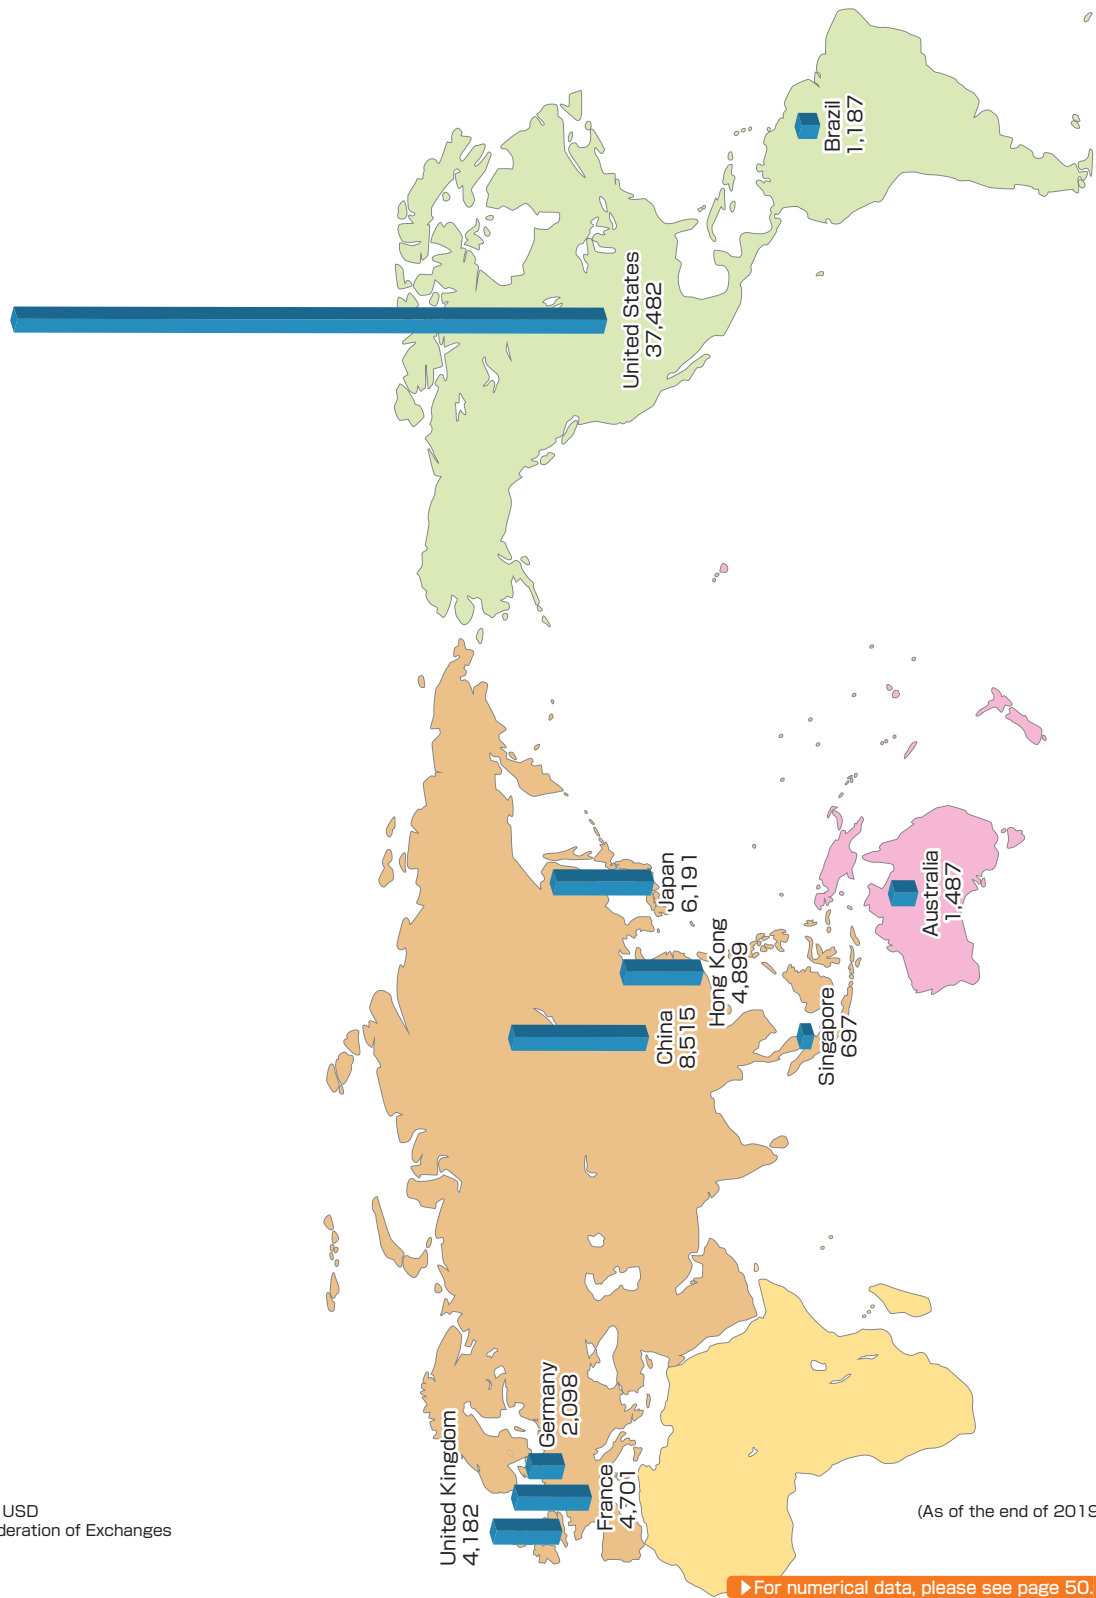 United Kingdom
4,182
Germany
2,098
France
4,701
China
8,515
Hong Kong
4,899
Japan
6,191
Singapore
697
Australia
1,487
United States
37,482
Brazil
1,187
USD
of Exchanges
(As of the end of 2019
▶For numerical data, please see page 50.